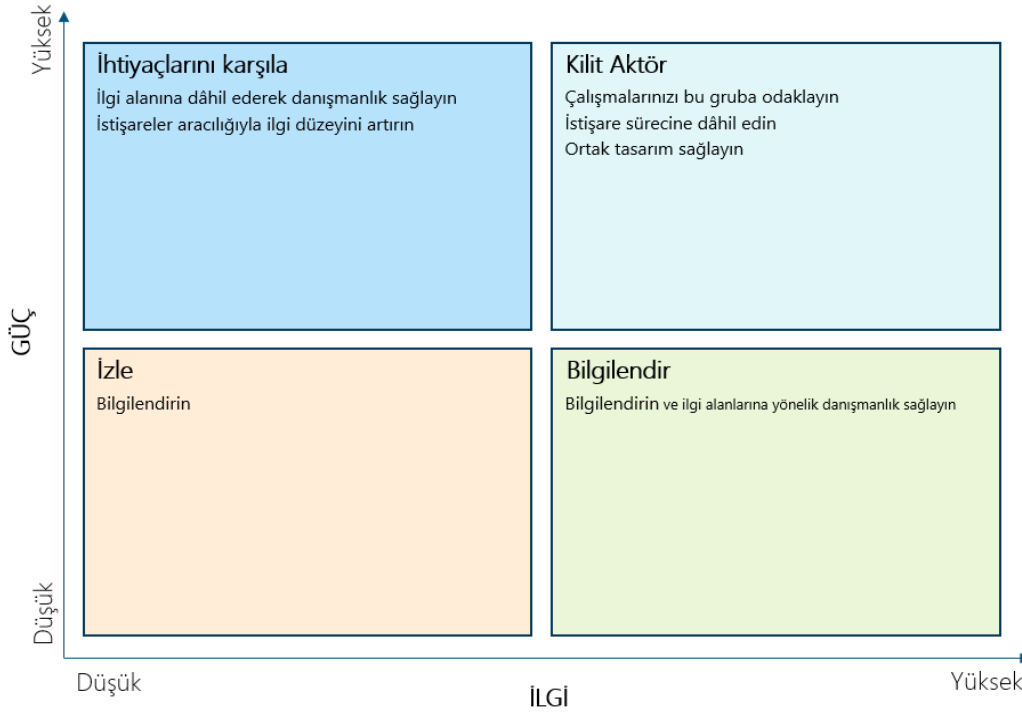 Yüksek
İhtiyaçlarını karşıla
İlgi alanına dâhil ederek danışmanlık sağlayın
İstişareler aracılığıyla ilgi düzeyini artırın
Kilit Aktör
Çalışmalarınızı bu gruba odaklayın
İstişare sürecine dâhil edin
Ortak tasarım sağlayın
GÜÇ
İzle
Bilgilendirin
Bilgilendir
Bilgilendirin ve ilgi alanlarına yönelik danışmanlık sağlayın
Düşük
Düşük
İLGİ
Yüksek